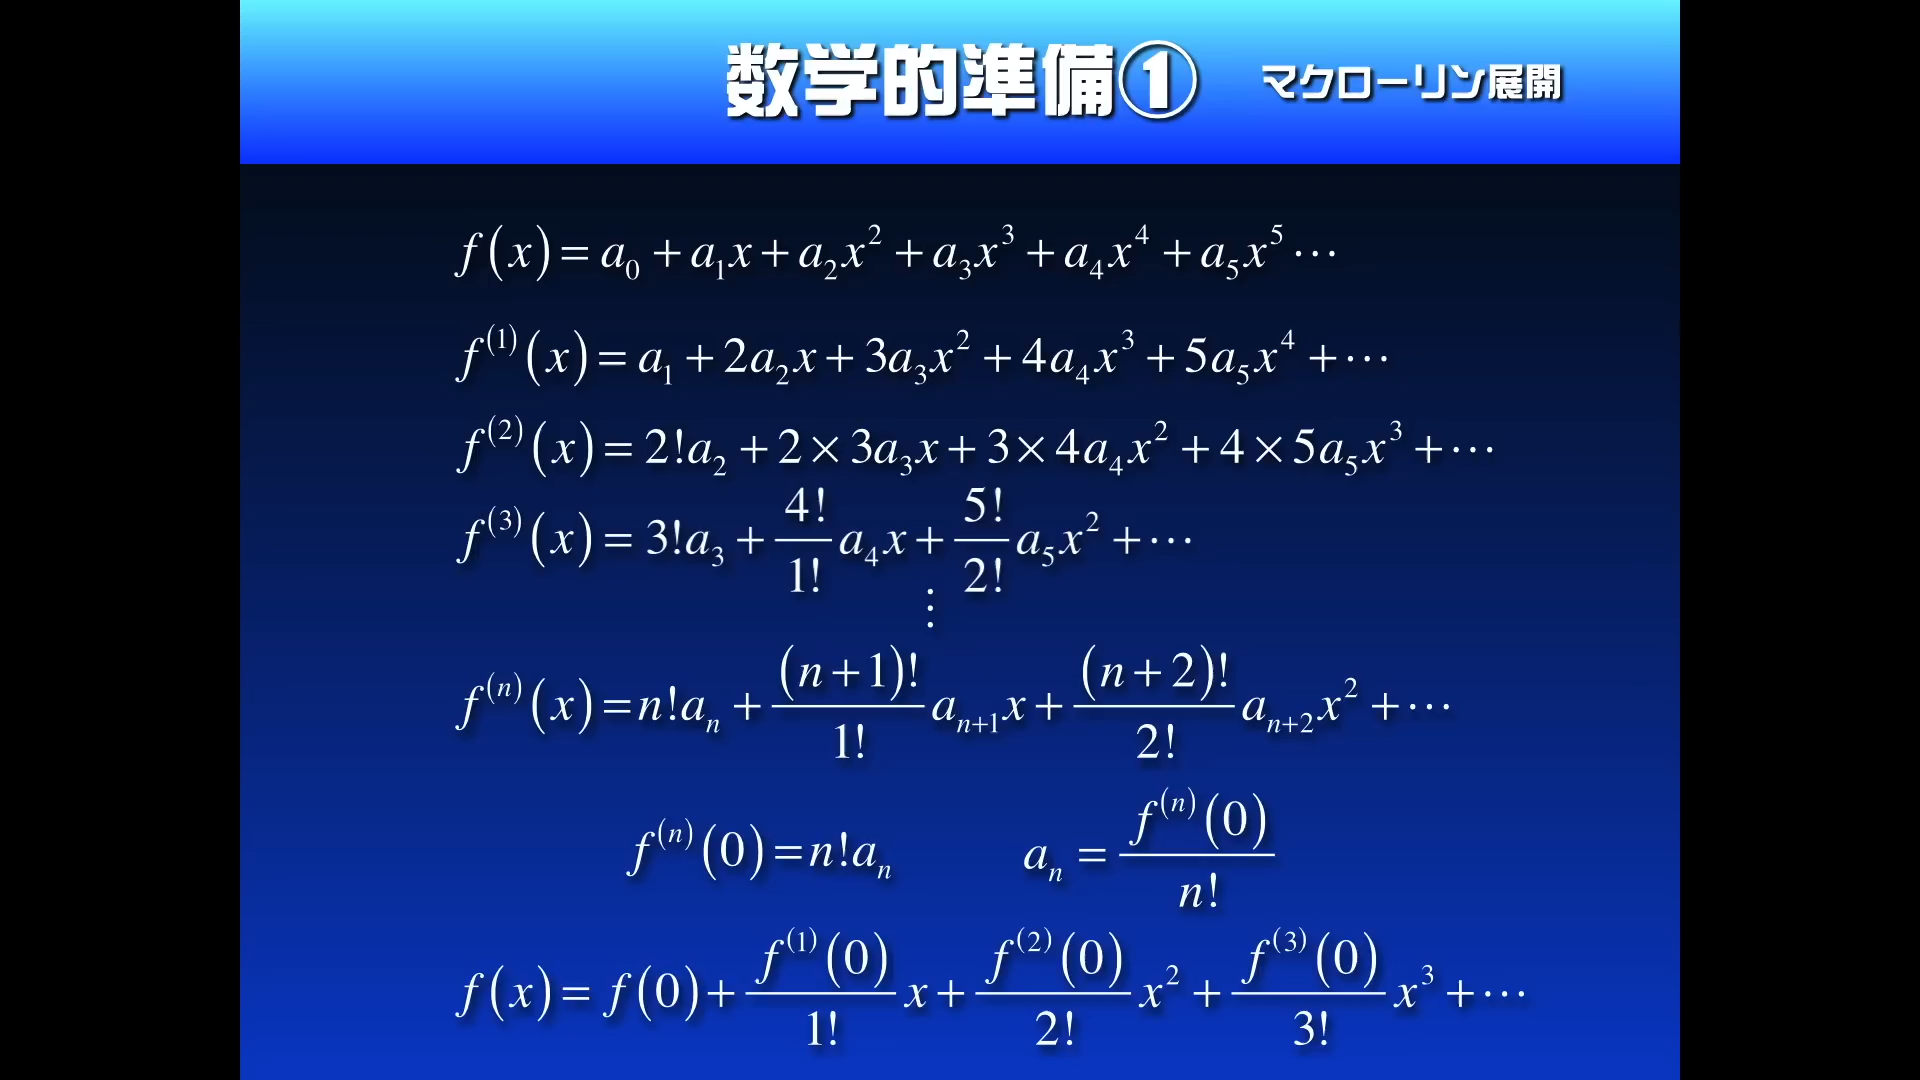 数学的準備① マクローリン展開
f(x) = a₀ + a₁x + a₂x² + a₃x³ + a₄x⁴ + a₅x⁵ ⋯
f⁽¹⁾(x) = a₁ + 2a₂x + 3a₃x² + 4a₄x³ + 5a₅x⁴ + ⋯
f⁽²⁾(x) = 2!a₂ + 2×3a₃x + 3×4a₄x² + 4×5a₅x³ + ⋯
f⁽³⁾(x) = 3!a₃ + (4!/1!)a₄x + (5!/2!)a₅x² + ⋯
⋮
f⁽ⁿ⁾(x) = n!aₙ + ((n+1)!/1!)aₙ₊₁x + ((n+2)!/2!)aₙ₊₂x² + ⋯
f⁽ⁿ⁾(0) = n!aₙ aₙ = f⁽ⁿ⁾(0)/n!
f(x) = f(0) + (f⁽¹⁾(0)/1!)x + (f⁽²⁾(0)/2!)x² + (f⁽³⁾(0)/3!)x³ + ⋯